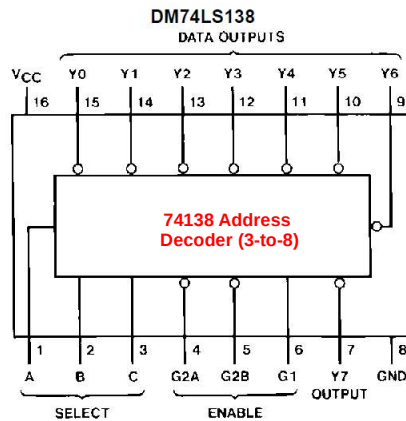 DM74LS138
DATA OUTPUTS
VCC Y0 Y1 Y2 Y3 Y4 Y5 Y6
16 15 14 13 12 11 10 9
74138 Address
Decoder (3-to-8)
1 2 3 4 5 6 7 8
A B C G2A G2B G1 Y7 GND
OUTPUT
SELECT ENABLE